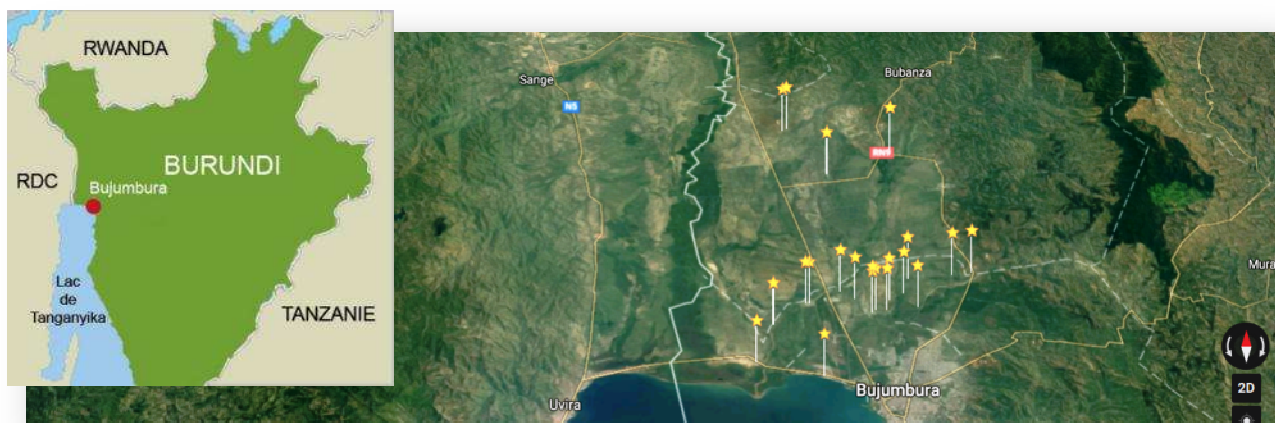 RWANDA
BURUNDI
RDC
Bujumbura
Lac
de
Tanganyika
TANZANIE
Sange
N5
Bubanza
Uvira
Bujumbura
Mura
2D